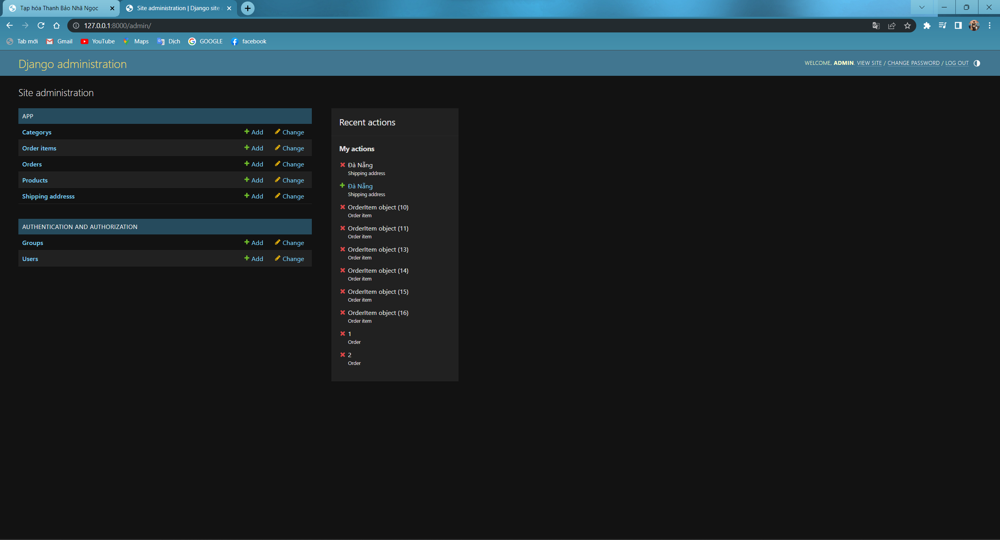 Tạp hóa Thanh Bảo Nhã Ngọc
Site administration | Django site
127.0.0.1:8000/admin/
Tab mới
Gmail
YouTube
Maps
Dịch
GOOGLE
facebook
Django administration
WELCOME, ADMIN. VIEW SITE / CHANGE PASSWORD / LOG OUT
Site administration
APP
Categorys Add Change
Order items Add Change
Orders Add Change
Products Add Change
Shipping addresss Add Change
AUTHENTICATION AND AUTHORIZATION
Groups Add Change
Users Add Change
Recent actions
My actions
Đà Nẵng
Shipping address
Đà Nẵng
Shipping address
OrderItem object (10)
Order item
OrderItem object (11)
Order item
OrderItem object (13)
Order item
OrderItem object (14)
Order item
OrderItem object (15)
Order item
OrderItem object (16)
Order item
1
Order
2
Order